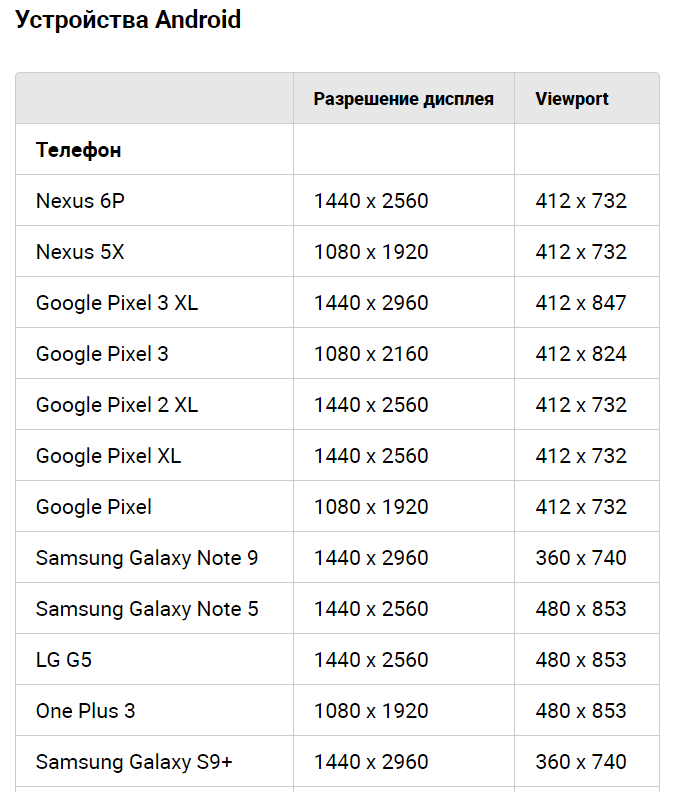 Устройства Android
Разрешение дисплея Viewport
Телефон
Nexus 6P 1440 x 2560 412 x 732
Nexus 5X 1080 x 1920 412 x 732
Google Pixel 3 XL 1440 x 2960 412 x 847
Google Pixel 3 1080 x 2160 412 x 824
Google Pixel 2 XL 1440 x 2560 412 x 732
Google Pixel XL 1440 x 2560 412 x 732
Google Pixel 1080 x 1920 412 x 732
Samsung Galaxy Note 9 1440 x 2960 360 x 740
Samsung Galaxy Note 5 1440 x 2560 480 x 853
LG G5 1440 x 2560 480 x 853
One Plus 3 1080 x 1920 480 x 853
Samsung Galaxy S9+ 1440 x 2960 360 x 740